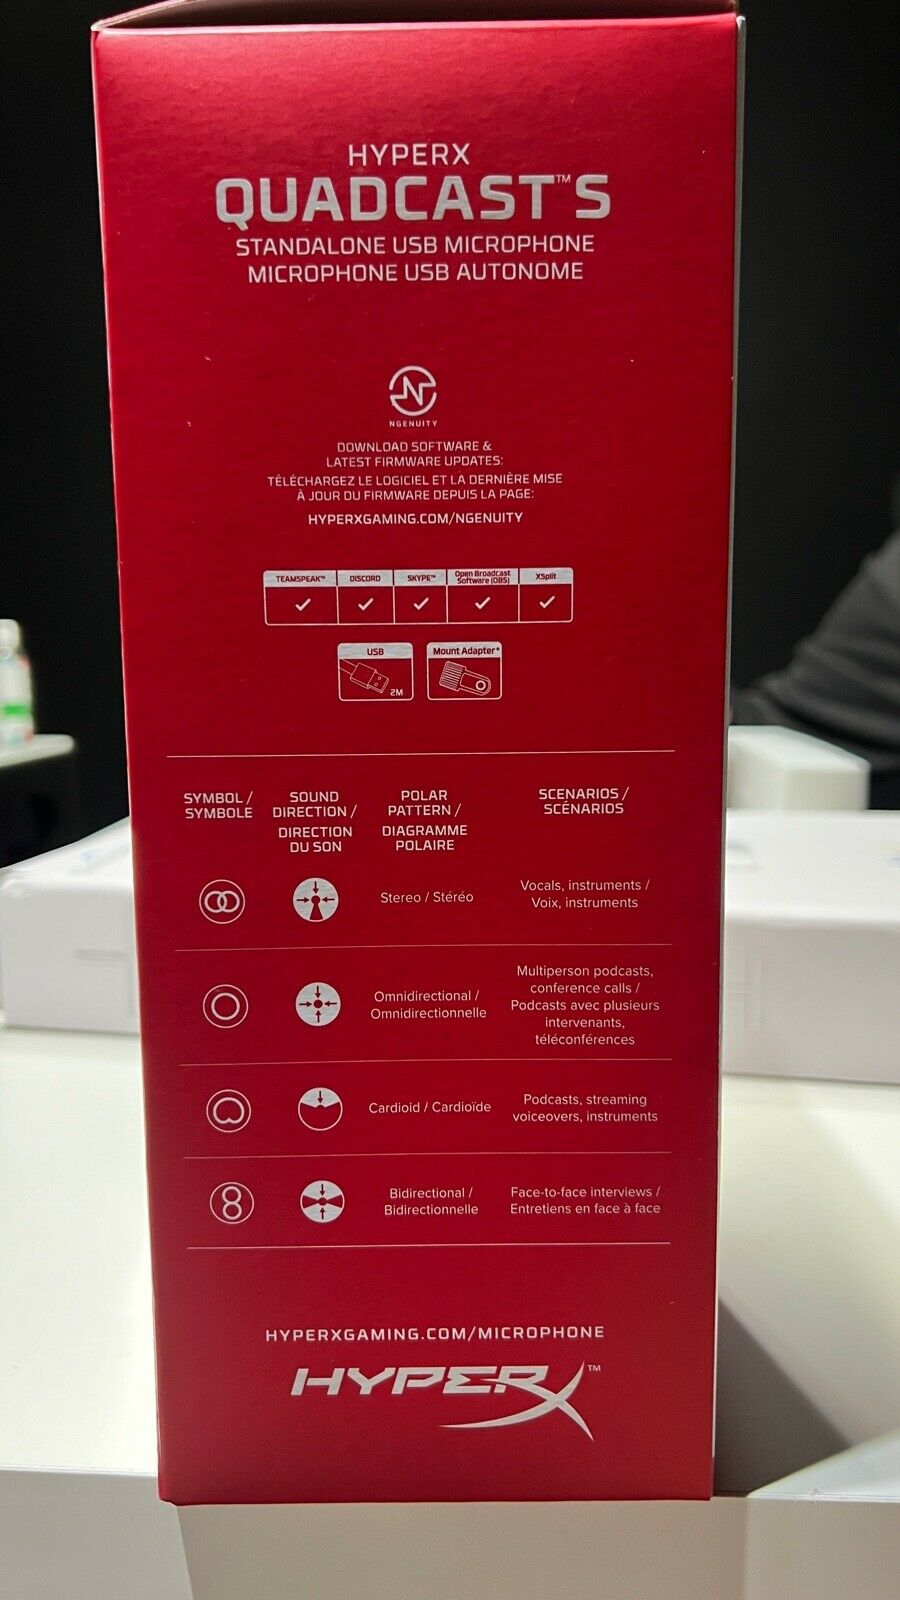 HYPERX
QUADCAST™ S
STANDALONE USB MICROPHONE
MICROPHONE USB AUTONOME
NGENUITY
DOWNLOAD SOFTWARE &
LATEST FIRMWARE UPDATES:
TÉLÉCHARGEZ LE LOGICIEL ET LA DERNIÈRE MISE
À JOUR DU FIRMWARE DEPUIS LA PAGE:
HYPERXGAMING.COM/NGENUITY
TEAMSPEAK™ DISCORD SKYPE™ Open Broadcast Software (OBS) XSplit
USB
2M
Mount Adapter*
SYMBOL /
SYMBOLE
SOUND
DIRECTION /
DIRECTION
DU SON
POLAR
PATTERN /
DIAGRAMME
POLAIRE
SCENARIOS /
SCÉNARIOS
Stereo / Stéréo
Vocals, instruments /
Voix, instruments
Omnidirectional /
Omnidirectionnelle
Multiperson podcasts,
conference calls /
Podcasts avec plusieurs
intervenants,
téléconférences
Cardioid / Cardioïde
Podcasts, streaming
voiceovers, instruments
Bidirectional /
Bidirectionnelle
Face-to-face interviews /
Entretiens en face à face
HYPERXGAMING.COM/MICROPHONE
HYPERX™